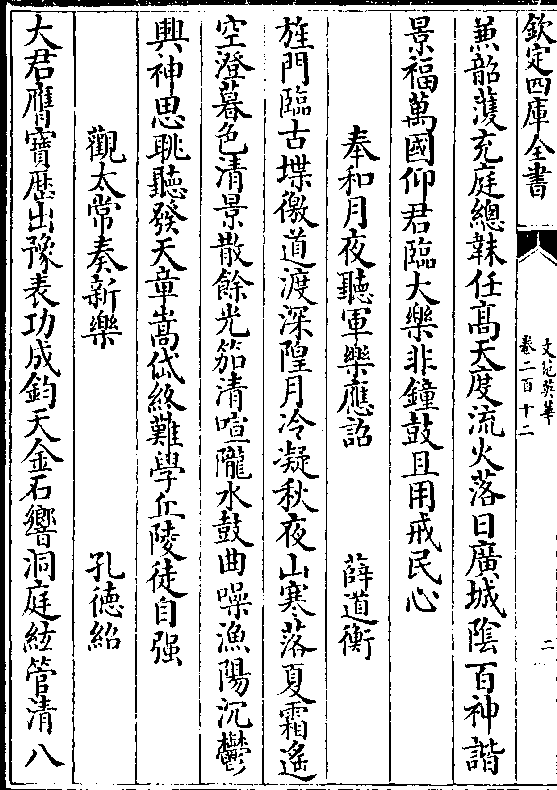 欽定四庫全書
文苑英華
卷二百十二
二
兼韶濩充庭總韎任髙天度流火落日廣城隂百神諧
景福萬國仰君臨大樂非鐘鼓且用戒民心
奉和月夜聽軍樂應詔　薛道衡
旌門臨古堞徼道渡深隍月冷凝秋夜山寒落夏霜遙
空澄暮色清景散餘光笳清喧隴水鼓曲噪漁陽沉鬱
興神思眺聽發天章嵩岱終難學丘陵徒自强
觀太常奏新樂　孔德紹
大君膺寶歴出豫表功成鈞天金石響洞庭絃管清八